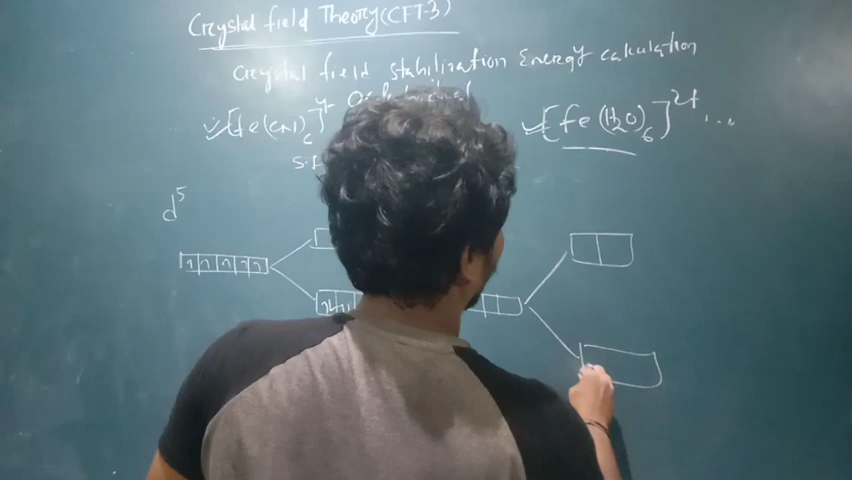 Crystal field Theory (CFT-3)
Crystal field stabilization Energy calculation
[fe(CN)6]4- [fe(H2O)6]2+ ...
S.f
d5